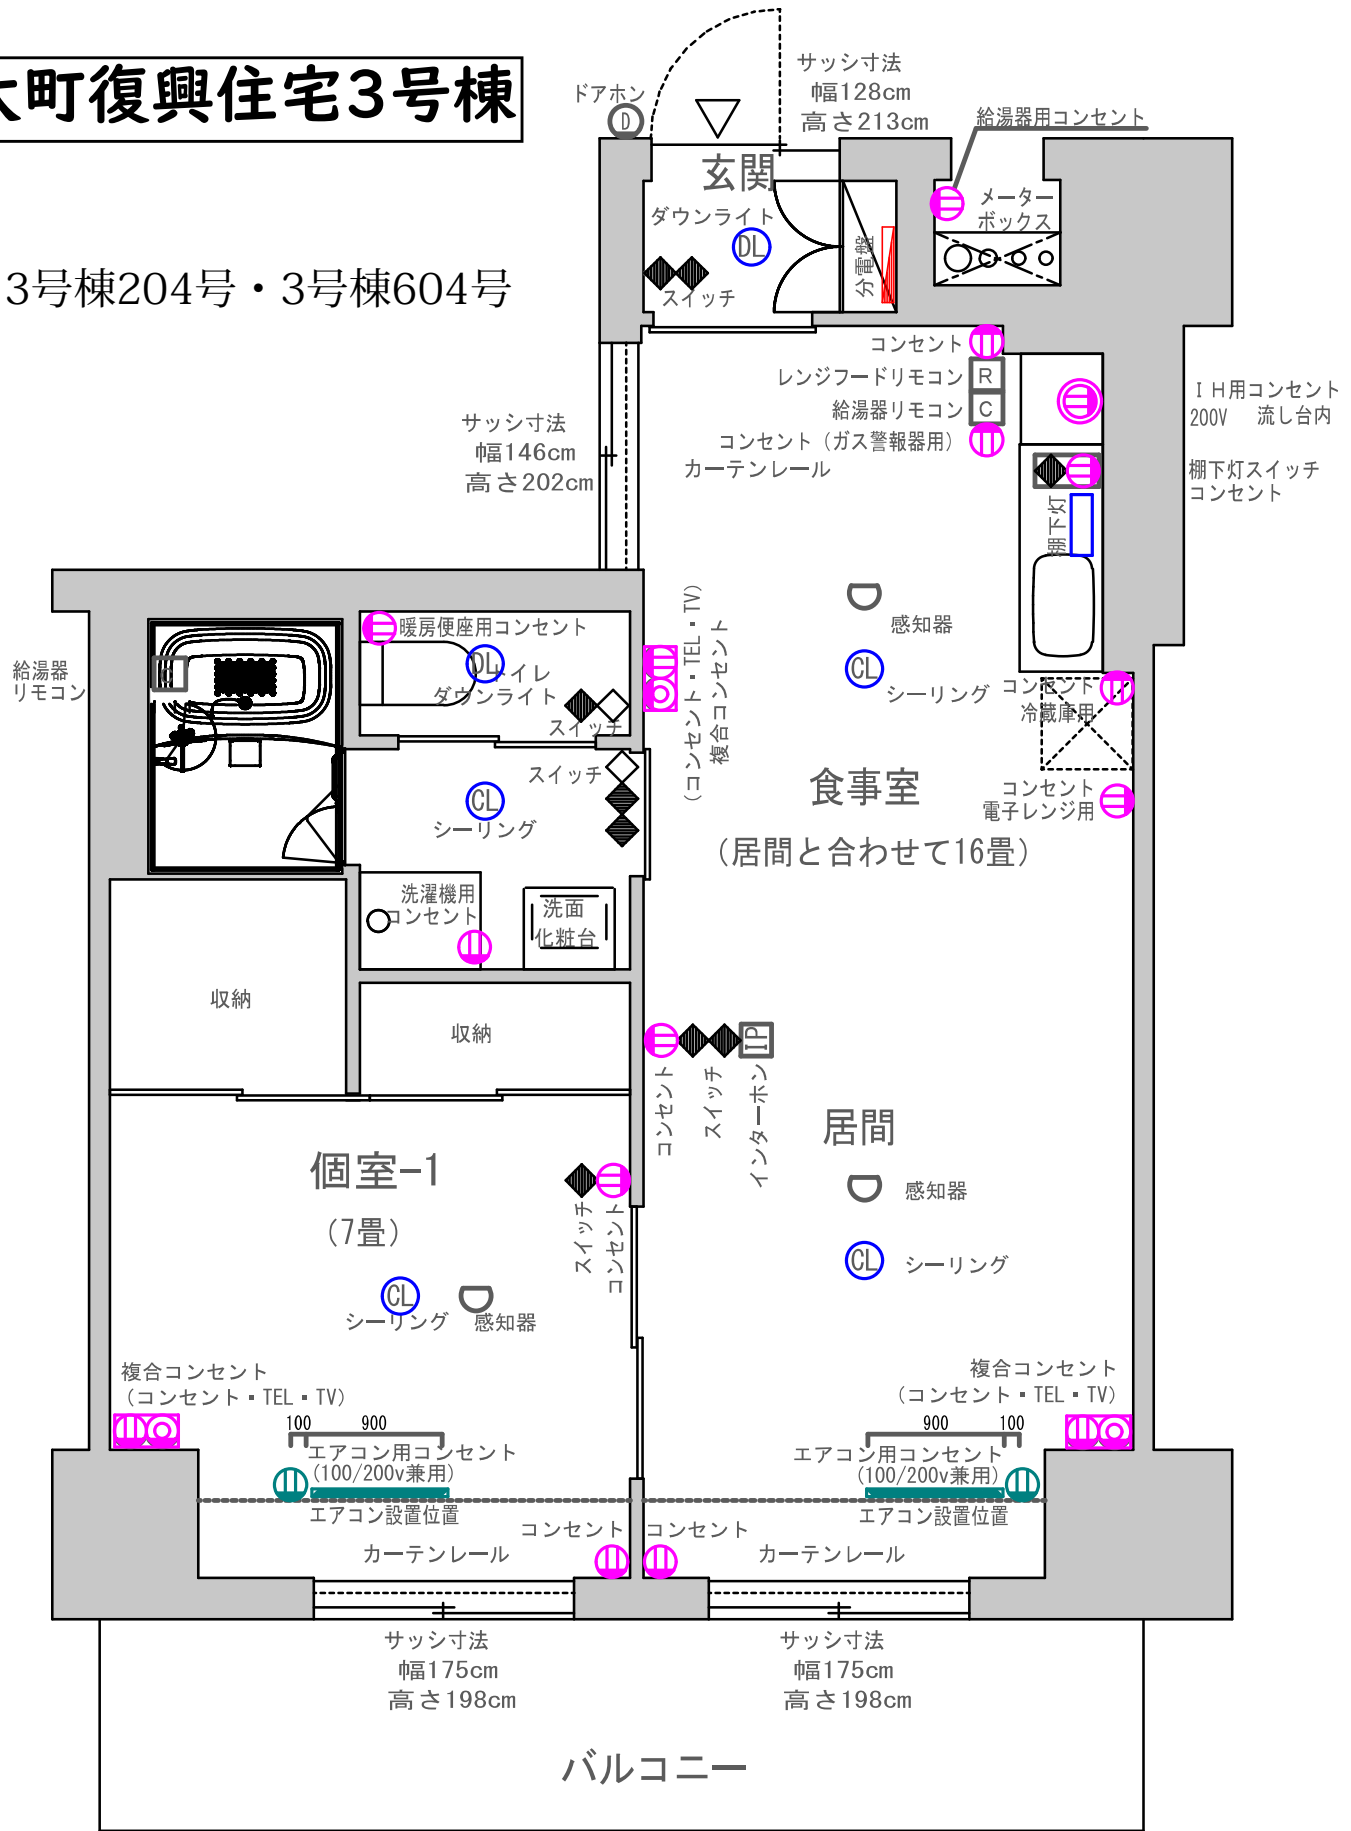 町復興住宅3号棟
3号棟204号・3号棟604号
ドアホン
D
サッシ寸法
幅128cm
高さ213cm
給湯器用コンセント
玄関
メーター
ボックス
ダウンライト
DL
分電盤
スイッチ
コンセント
レンジフードリモコン
R
給湯器リモコン
C
コンセント（ガス警報器用）
カーテンレール
ＩＨ用コンセント
200V 流し台内
サッシ寸法
幅146cm
高さ202cm
棚下灯スイッチ
コンセント
棚下灯
感知器
CL
シーリング
複合コンセント
（コンセント・TEL・TV）
暖房便座用コンセント
DL
トイレ
ダウンライト
スイッチ
給湯器
リモコン
コンセント
冷蔵庫用
スイッチ
CL
シーリング
食事室
（居間と合わせて16畳）
コンセント
電子レンジ用
洗濯機用
コンセント
洗面
化粧台
収納
収納
コンセント
スイッチ
インターホン
IP
居間
感知器
CL
シーリング
個室-1
（7畳）
スイッチ
コンセント
CL
シーリング
感知器
複合コンセント
（コンセント・TEL・TV）
100
900
エアコン用コンセント
（100/200v兼用）
エアコン設置位置
コンセント
カーテンレール
複合コンセント
（コンセント・TEL・TV）
900
100
エアコン用コンセント
（100/200v兼用）
エアコン設置位置
コンセント
カーテンレール
サッシ寸法
幅175cm
高さ198cm
サッシ寸法
幅175cm
高さ198cm
バルコニー